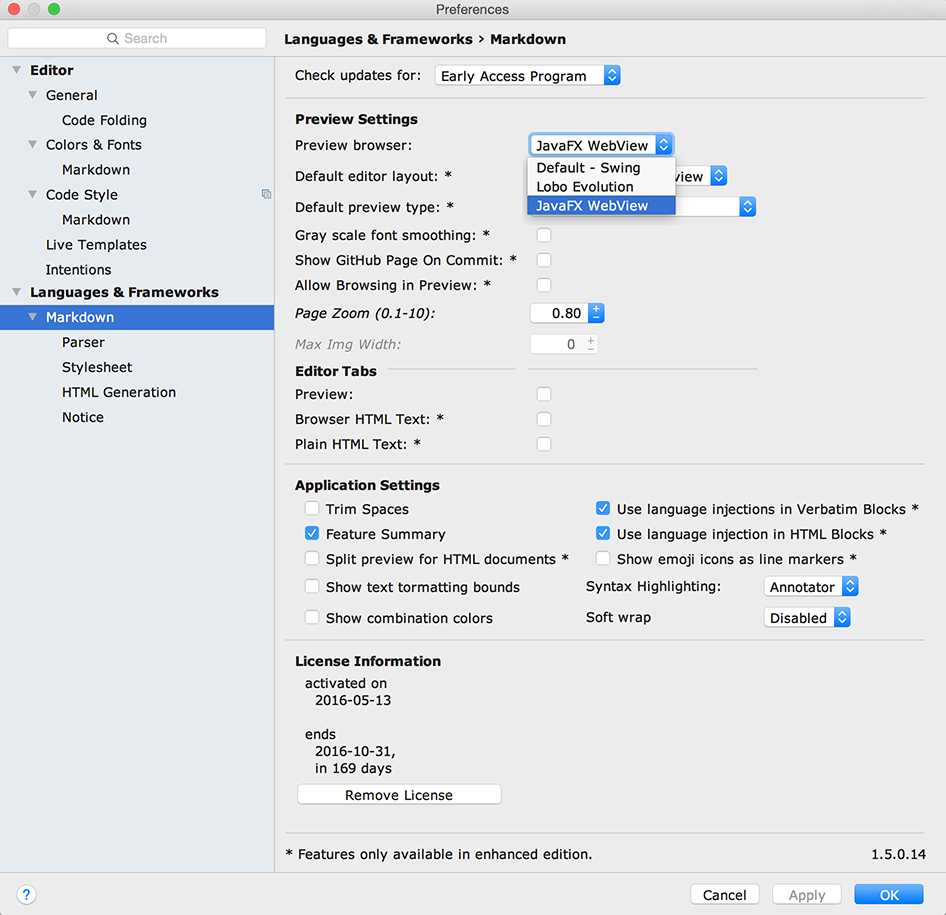 Preferences
Search
Languages & Frameworks › Markdown
Editor
General
Code Folding
Colors & Fonts
Markdown
Code Style
Markdown
Live Templates
Intentions
Languages & Frameworks
Markdown
Parser
Stylesheet
HTML Generation
Notice
Check updates for: Early Access Program
Preview Settings
Preview browser: JavaFX WebView
Default - Swing
Lobo Evolution
JavaFX WebView
Default editor layout: *
Default preview type: *
Gray scale font smoothing: *
Show GitHub Page On Commit: *
Allow Browsing in Preview: *
Page Zoom (0.1-10): 0.80
Max Img Width: 0
Editor Tabs
Preview:
Browser HTML Text: *
Plain HTML Text: *
Application Settings
Trim Spaces
Use language injections in Verbatim Blocks *
Feature Summary
Use language injection in HTML Blocks *
Split preview for HTML documents *
Show emoji icons as line markers *
Show text tormatting bounds
Syntax Highlighting: Annotator
Show combination colors
Soft wrap Disabled
License Information
activated on
2016-05-13
ends
2016-10-31,
in 169 days
Remove License
* Features only available in enhanced edition. 1.5.0.14
? Cancel Apply OK